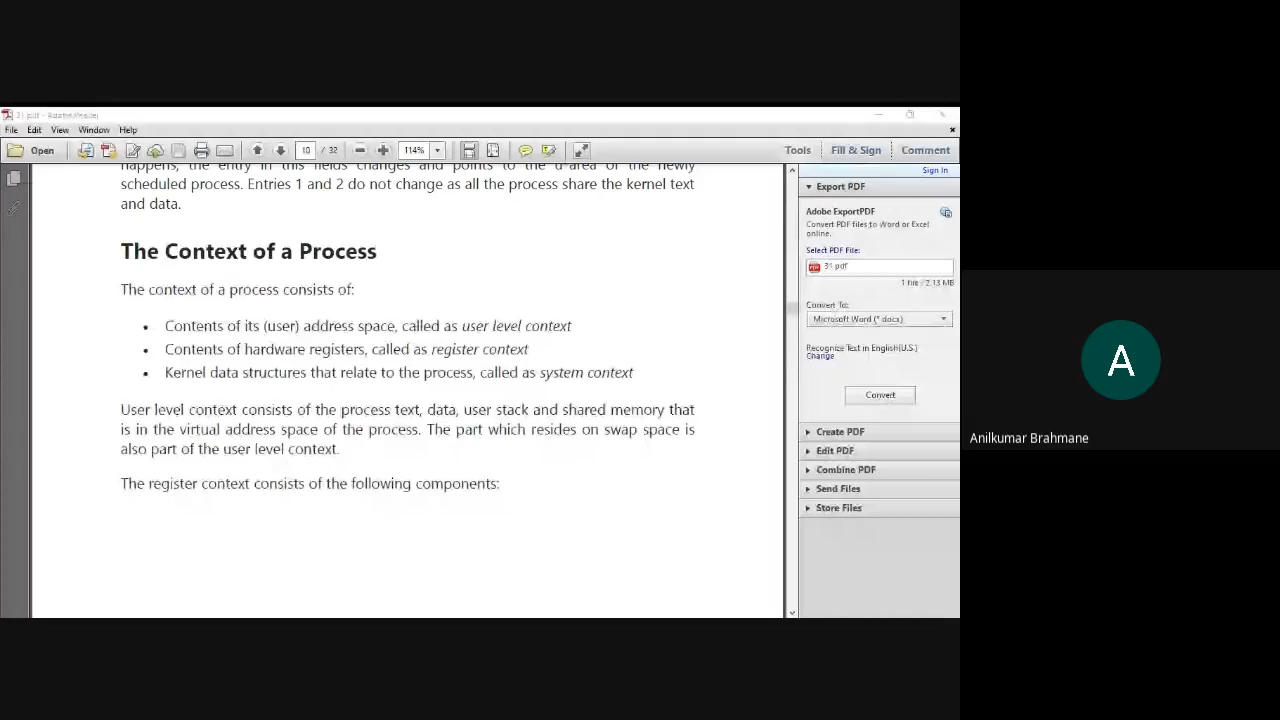 31.pdf - Adobe Reader
File Edit View Window Help
Open 10 / 32 114% Tools Fill & Sign Comment
happens, the entry in this fields changes and points to the u-area of the newly
scheduled process. Entries 1 and 2 do not change as all the process share the kernel text
and data.
The Context of a Process
The context of a process consists of:
• Contents of its (user) address space, called as user level context
• Contents of hardware registers, called as register context
• Kernel data structures that relate to the process, called as system context
User level context consists of the process text, data, user stack and shared memory that
is in the virtual address space of the process. The part which resides on swap space is
also part of the user level context.
The register context consists of the following components:
Sign In
Export PDF
Adobe ExportPDF
Convert PDF files to Word or Excel
online.
Select PDF File:
31.pdf
1 file / 2.13 MB
Convert To:
Microsoft Word (*.docx)
Recognize Text in English(U.S.)
Change
Convert
Create PDF
Edit PDF
Combine PDF
Send Files
Store Files
A
Anilkumar Brahmane